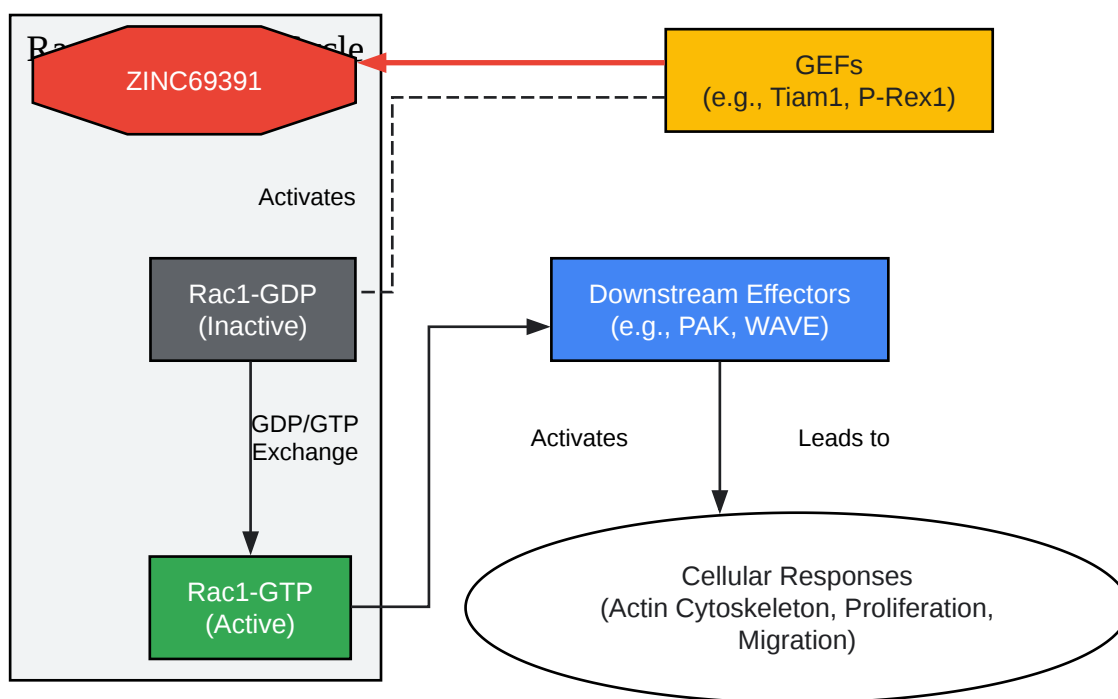 ZINC69391
GEFs
(e.g., Tiam1, P-Rex1)
Activates
Rac1-GDP
(Inactive)
Downstream Effectors
(e.g., PAK, WAVE)
GDP/GTP
Exchange
Activates
Leads to
Rac1-GTP
(Active)
Cellular Responses
(Actin Cytoskeleton, Proliferation,
Migration)